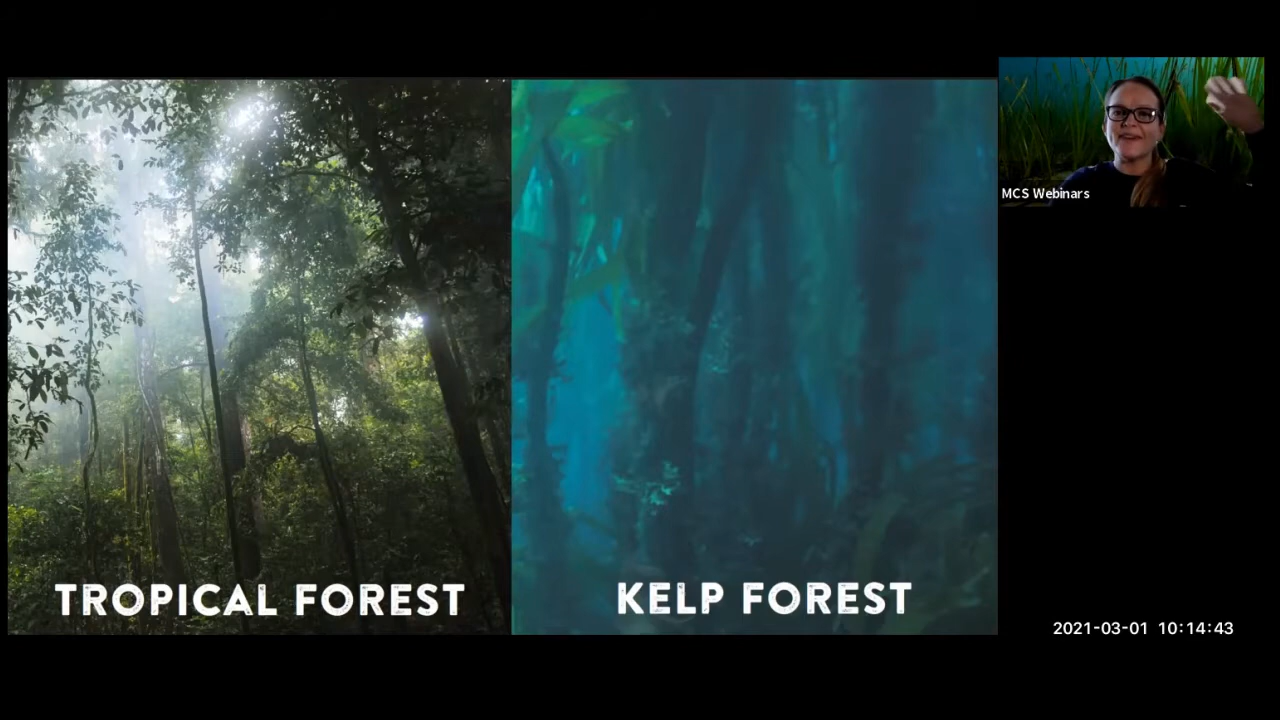 MCS Webinars
TROPICAL FOREST
KELP FOREST
2021-03-01 10:14:43